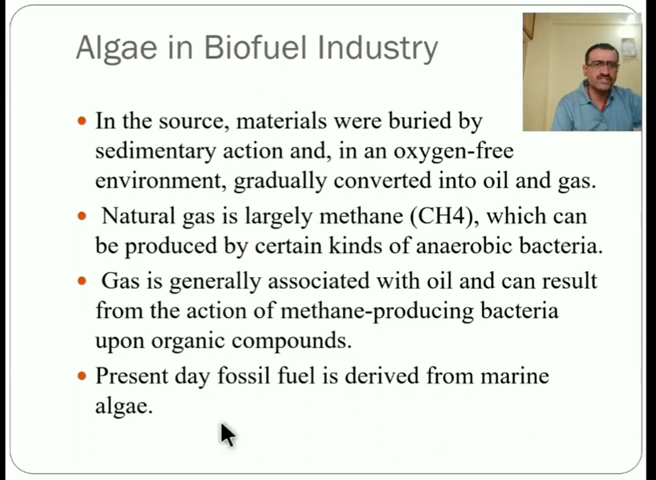 Algae in Biofuel Industry
• In the source, materials were buried by
sedimentary action and, in an oxygen-free
environment, gradually converted into oil and gas.
• Natural gas is largely methane (CH4), which can
be produced by certain kinds of anaerobic bacteria.
• Gas is generally associated with oil and can result
from the action of methane-producing bacteria
upon organic compounds.
• Present day fossil fuel is derived from marine
algae.